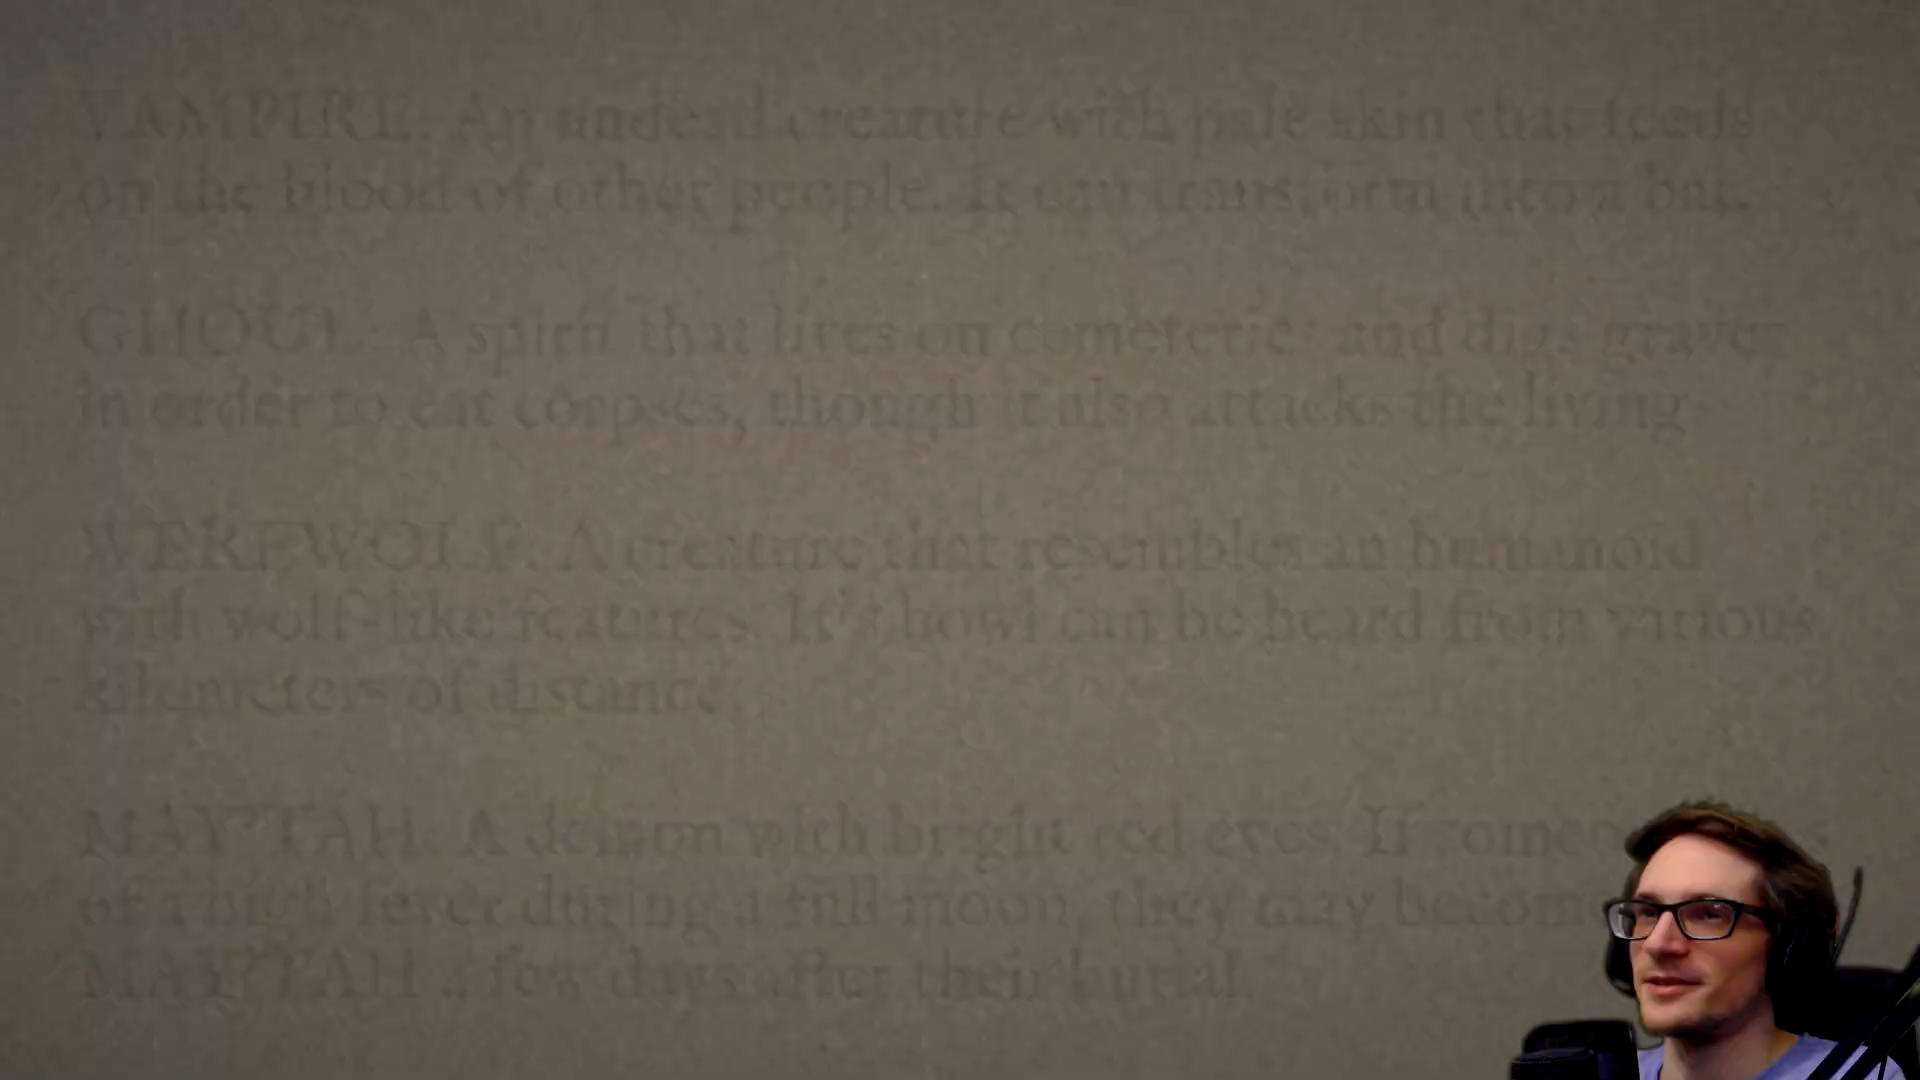 VAMPIRE: An undead creature with pale skin that feeds
on the blood of other people. It can transform into a bat.
GHOUL: A spirit that lives on cemeteries and digs graves
in order to eat corpses, though it also attacks the living
WEREWOLF: A creature that resembles an humanoid
with wolf-like features. It's howl can be heard from various
kilometers of distance.
MAY'TAH: A demon with bright red eyes. If
of a high fever during a full moon, they may become
MAY'TAH a few days after their burial.